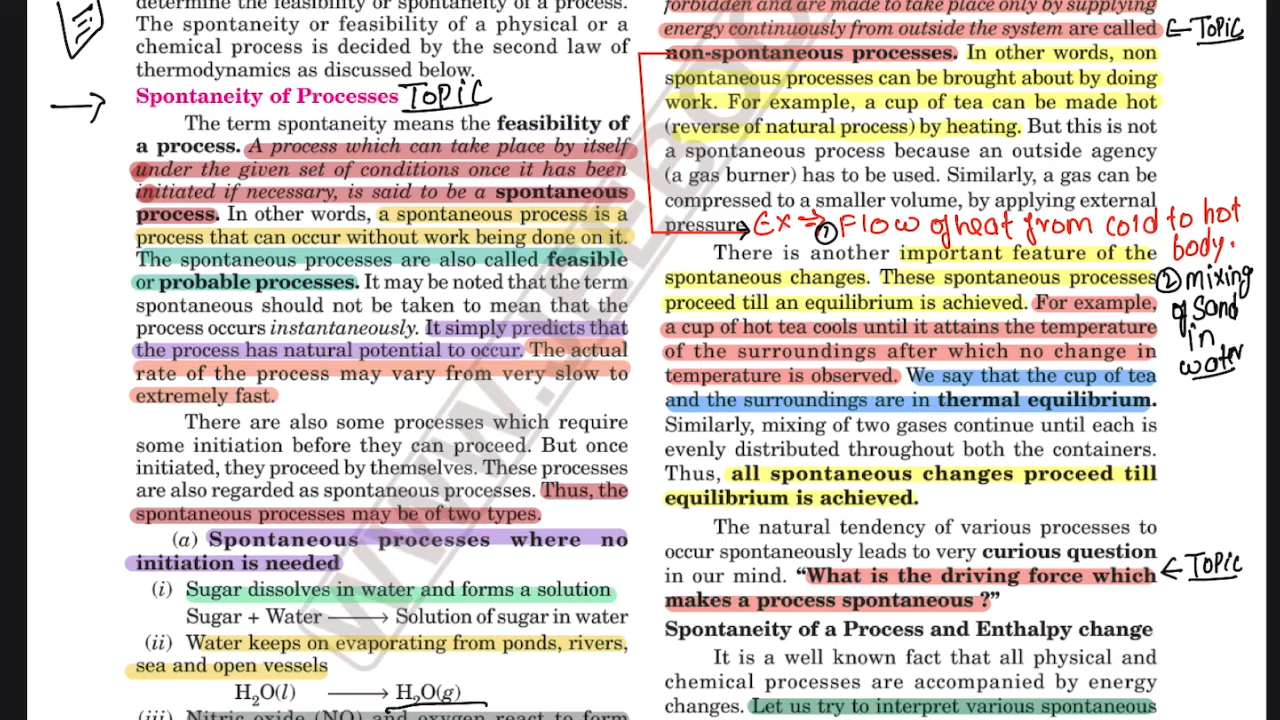 determine the feasibility or spontaneity of a process.
The spontaneity or feasibility of a physical or a
chemical process is decided by the second law of
thermodynamics as discussed below.
Spontaneity of Processes TOPIC
The term spontaneity means the feasibility of
a process. A process which can take place by itself
under the given set of conditions once it has been
initiated if necessary, is said to be a spontaneous
process. In other words, a spontaneous process is a
process that can occur without work being done on it.
The spontaneous processes are also called feasible
or probable processes. It may be noted that the term
spontaneous should not be taken to mean that the
process occurs instantaneously. It simply predicts that
the process has natural potential to occur. The actual
rate of the process may vary from very slow to
extremely fast.
There are also some processes which require
some initiation before they can proceed. But once
initiated, they proceed by themselves. These processes
are also regarded as spontaneous processes. Thus, the
spontaneous processes may be of two types.
(a) Spontaneous processes where no
initiation is needed
(i) Sugar dissolves in water and forms a solution
Sugar + Water ⟶ Solution of sugar in water
(ii) Water keeps on evaporating from ponds, rivers,
sea and open vessels
H₂O(l) ⟶ H₂O(g)
(iii) Nitric oxide (NO) and oxygen react to form
forbidden and are made to take place only by supplying
energy continuously from outside the system are called ← TOPIC
non-spontaneous processes. In other words, non
spontaneous processes can be brought about by doing
work. For example, a cup of tea can be made hot
(reverse of natural process) by heating. But this is not
a spontaneous process because an outside agency
(a gas burner) has to be used. Similarly, a gas can be
compressed to a smaller volume, by applying external
pressure. Ex ⇒ ① Flow of heat from cold to hot
body.
There is another important feature of the
spontaneous changes. These spontaneous processes
proceed till an equilibrium is achieved. For example,
a cup of hot tea cools until it attains the temperature
of the surroundings after which no change in
temperature is observed. We say that the cup of tea
and the surroundings are in thermal equilibrium.
Similarly, mixing of two gases continue until each is
evenly distributed throughout both the containers.
Thus, all spontaneous changes proceed till
equilibrium is achieved.
② mixing
of sand
in
water
The natural tendency of various processes to
occur spontaneously leads to very curious question
in our mind. “What is the driving force which ← TOPIC
makes a process spontaneous ?”
Spontaneity of a Process and Enthalpy change
It is a well known fact that all physical and
chemical processes are accompanied by energy
changes. Let us try to interpret various spontaneous